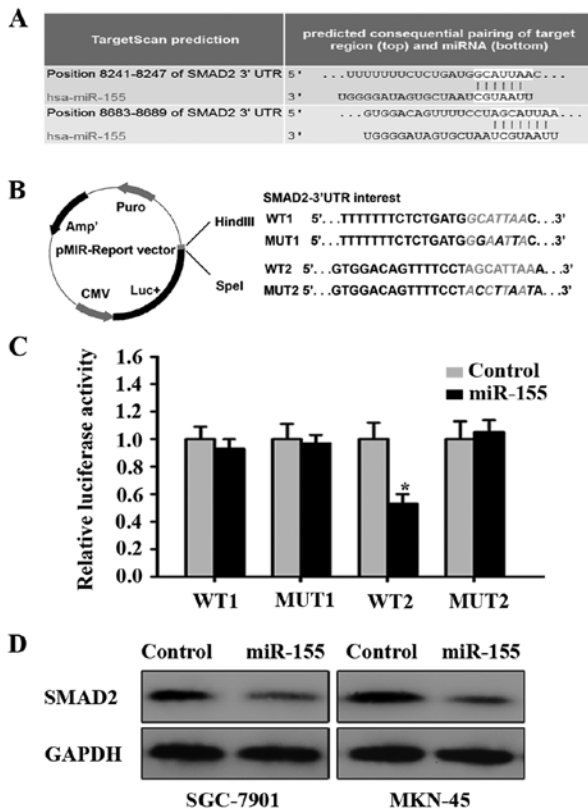 A
TargetScan prediction
predicted consequential pairing of target region (top) and miRNA (bottom)
Position 8241-8247 of SMAD2 3' UTR 5' ...UUUUUUUCUCUGAUGGCAUUAAC...
hsa-miR-155 3' UGGGGAUAGUGCUAAUCGUAAUU
Position 8683-8689 of SMAD2 3' UTR 5' ...GUGGACAGUUUUCCUAGCAUUAA...
hsa-miR-155 3' UGGGGAUAGUGCUAAUCGUAAUU
B
Puro
Amp'
pMIR-Report vector
CMV
Luc+
HindIII
SpeI
SMAD2-3'UTR interest
WT1 5'...TTTTTTTCTCTGATGGCATTAAC...3'
MUT1 5'...TTTTTTTCTCTGATGGGAATTAC...3'
WT2 5'...GTGGACAGTTTTCCTAGCATTAAA...3'
MUT2 5'...GTGGACAGTTTTCCTACCTTAATA...3'
C
Relative luciferase activity
1.6
1.4
1.2
1.0
0.8
0.6
0.4
0.2
0.0
Control
miR-155
*
WT1 MUT1 WT2 MUT2
D
Control miR-155 Control miR-155
SMAD2
GAPDH
SGC-7901 MKN-45